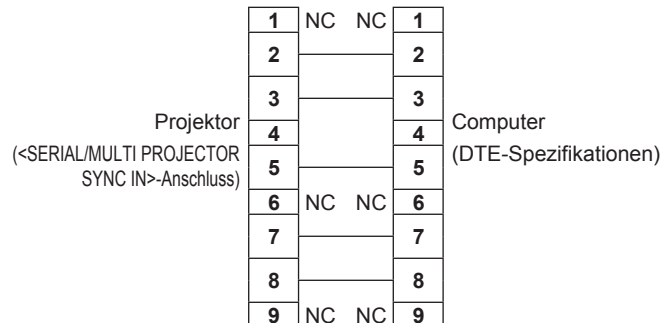 1 NC NC 1
2 2
3 3
Projektor 4 4 Computer
(<SERIAL/MULTI PROJECTOR 5 5 (DTE-Spezifikationen)
SYNC IN>-Anschluss)
6 NC NC 6
7 7
8 8
9 NC NC 9